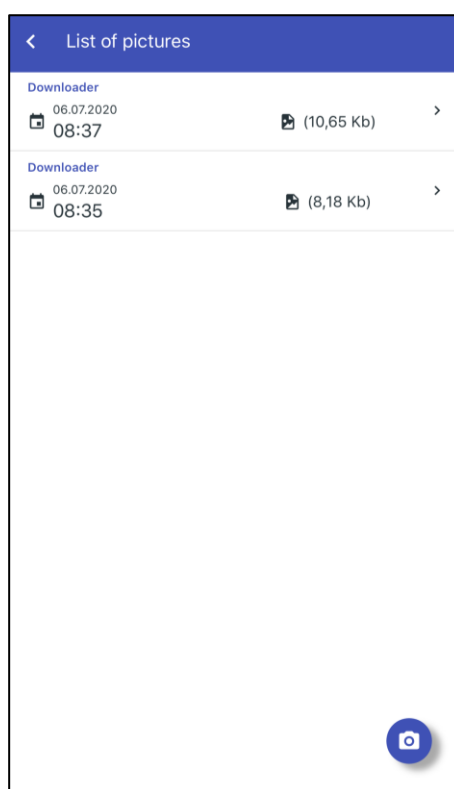 List of pictures
Downloader
06.07.2020
08:37
(10,65 Kb)
Downloader
06.07.2020
08:35
(8,18 Kb)